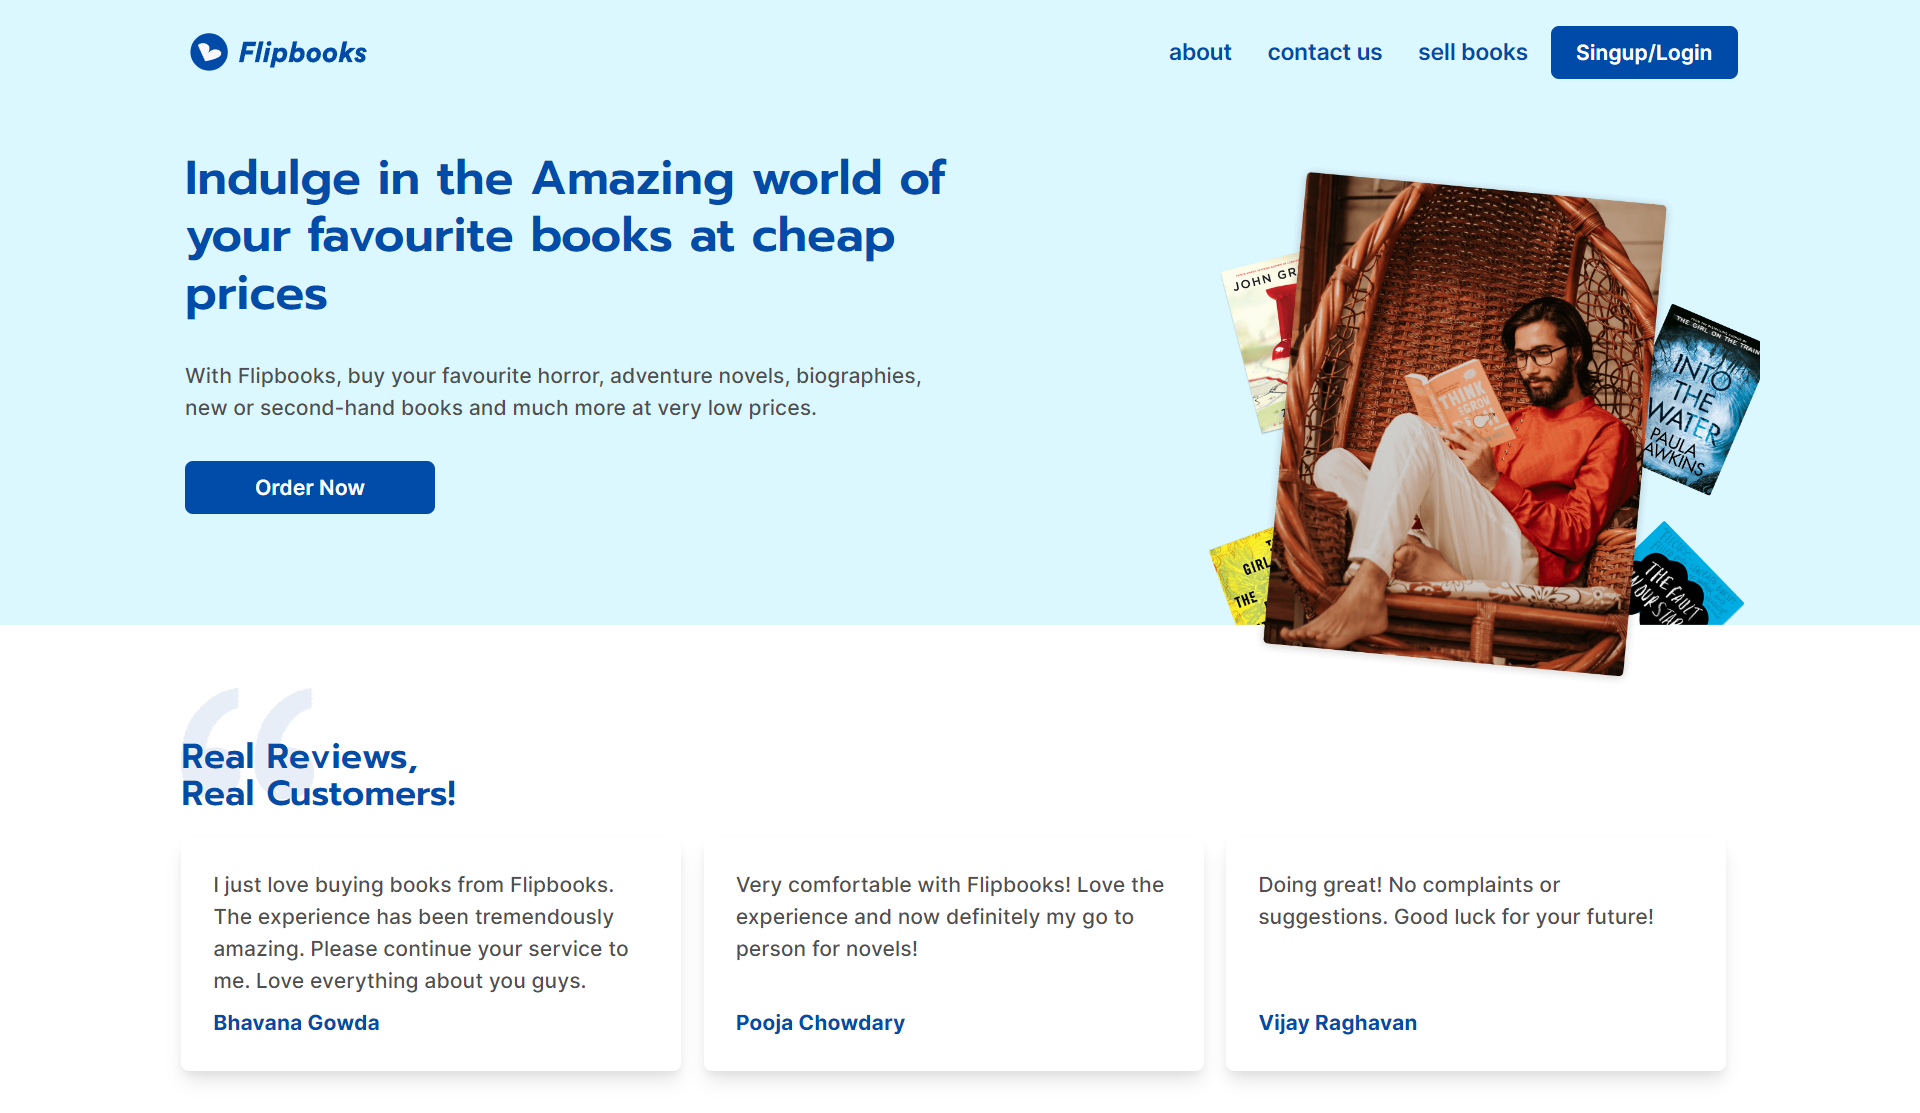 Flipbooks
about
contact us
sell books
Singup/Login
Indulge in the Amazing world of
your favourite books at cheap
prices
With Flipbooks, buy your favourite horror, adventure novels, biographies,
new or second-hand books and much more at very low prices.
Order Now
JOHN GR
THINK
GROW
THE GIRL ON THE TRAIN
INTO
THE
WATER
PAULA
AWKINS
GIRL
THE
THE FAULT
“
Real Reviews,
Real Customers!
I just love buying books from Flipbooks.
The experience has been tremendously
amazing. Please continue your service to
me. Love everything about you guys.
Bhavana Gowda
Very comfortable with Flipbooks! Love the
experience and now definitely my go to
person for novels!
Pooja Chowdary
Doing great! No complaints or
suggestions. Good luck for your future!
Vijay Raghavan